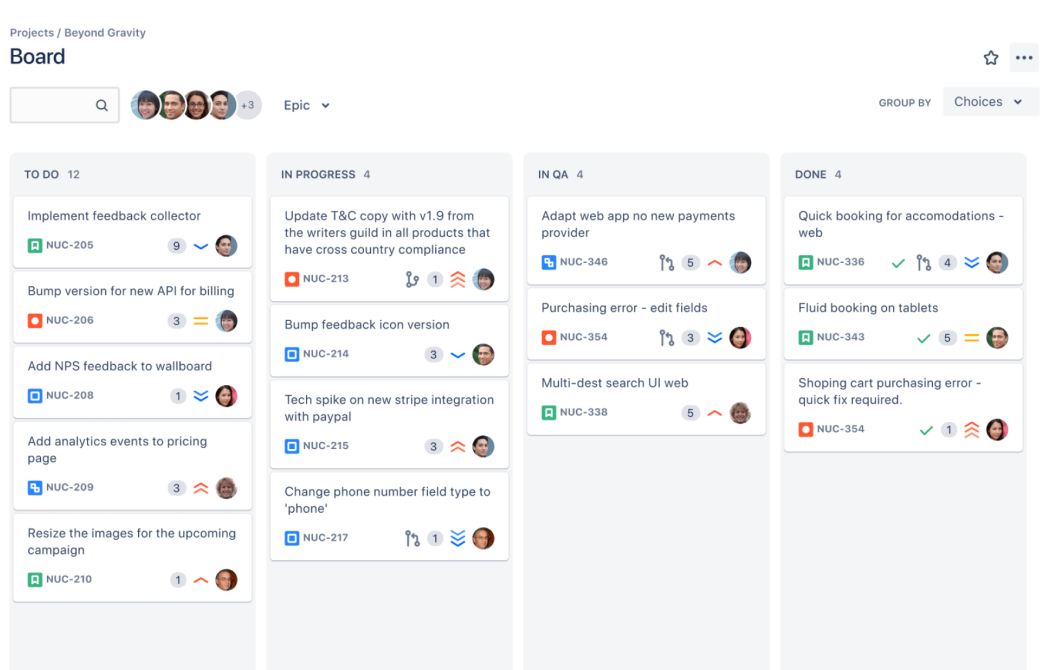 Projects / Beyond Gravity
Board
+3
Epic
GROUP BY
Choices
TO DO 12
Implement feedback collector
NUC-205 9
Bump version for new API for billing
NUC-206 3
Add NPS feedback to wallboard
NUC-208 1
Add analytics events to pricing
page
NUC-209 3
Resize the images for the upcoming
campaign
NUC-210 1
IN PROGRESS 4
Update T&C copy with v1.9 from
the writers guild in all products that
have cross country compliance
NUC-213 1
Bump feedback icon version
NUC-214 3
Tech spike on new stripe integration
with paypal
NUC-215 3
Change phone number field type to
'phone'
NUC-217 1
IN QA 4
Adapt web app no new payments
provider
NUC-346 5
Purchasing error - edit fields
NUC-354 3
Multi-dest search UI web
NUC-338 5
DONE 4
Quick booking for accomodations -
web
NUC-336 4
Fluid booking on tablets
NUC-343 5
Shoping cart purchasing error -
quick fix required.
NUC-354 1